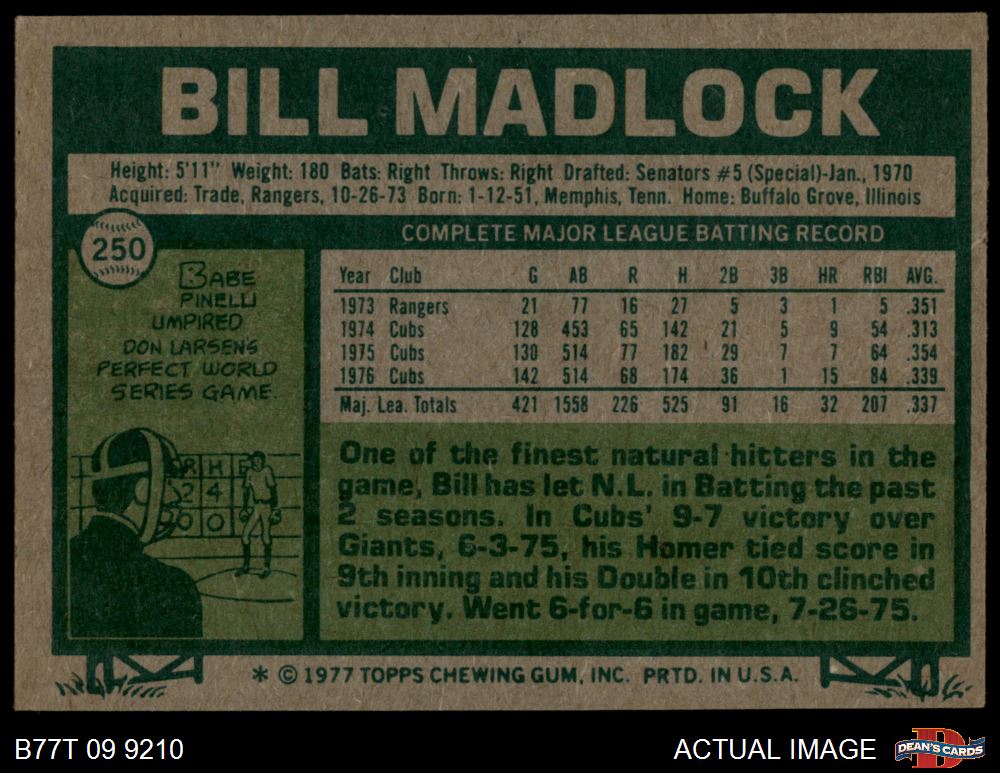 BILL MADLOCK
Height: 5'11" Weight: 180 Bats: Right Throws: Right Drafted: Senators #5 (Special)-Jan., 1970
Acquired: Trade, Rangers, 10-26-73 Born: 1-12-51, Memphis, Tenn. Home: Buffalo Grove, Illinois
250
BABE
PINELLI
UMPIRED
DON LARSEN'S
PERFECT WORLD
SERIES GAME.
R H E
2 4
0 0
COMPLETE MAJOR LEAGUE BATTING RECORD
Year Club G AB R H 2B 3B HR RBI AVG.
1973 Rangers 21 77 16 27 5 3 1 5 .351
1974 Cubs 128 453 65 142 21 5 9 54 .313
1975 Cubs 130 514 77 182 29 7 7 64 .354
1976 Cubs 142 514 68 174 36 1 15 84 .339
Maj. Lea. Totals 421 1558 226 525 91 16 32 207 .337
One of the finest natural hitters in the
game, Bill has let N.L. in Batting the past
2 seasons. In Cubs' 9-7 victory over
Giants, 6-3-75, his Homer tied score in
9th inning and his Double in 10th clinched
victory. Went 6-for-6 in game, 7-26-75.
* © 1977 TOPPS CHEWING GUM, INC. PRTD. IN U.S.A.
B77T 09 9210
ACTUAL IMAGE
D
DEAN'S CARDS